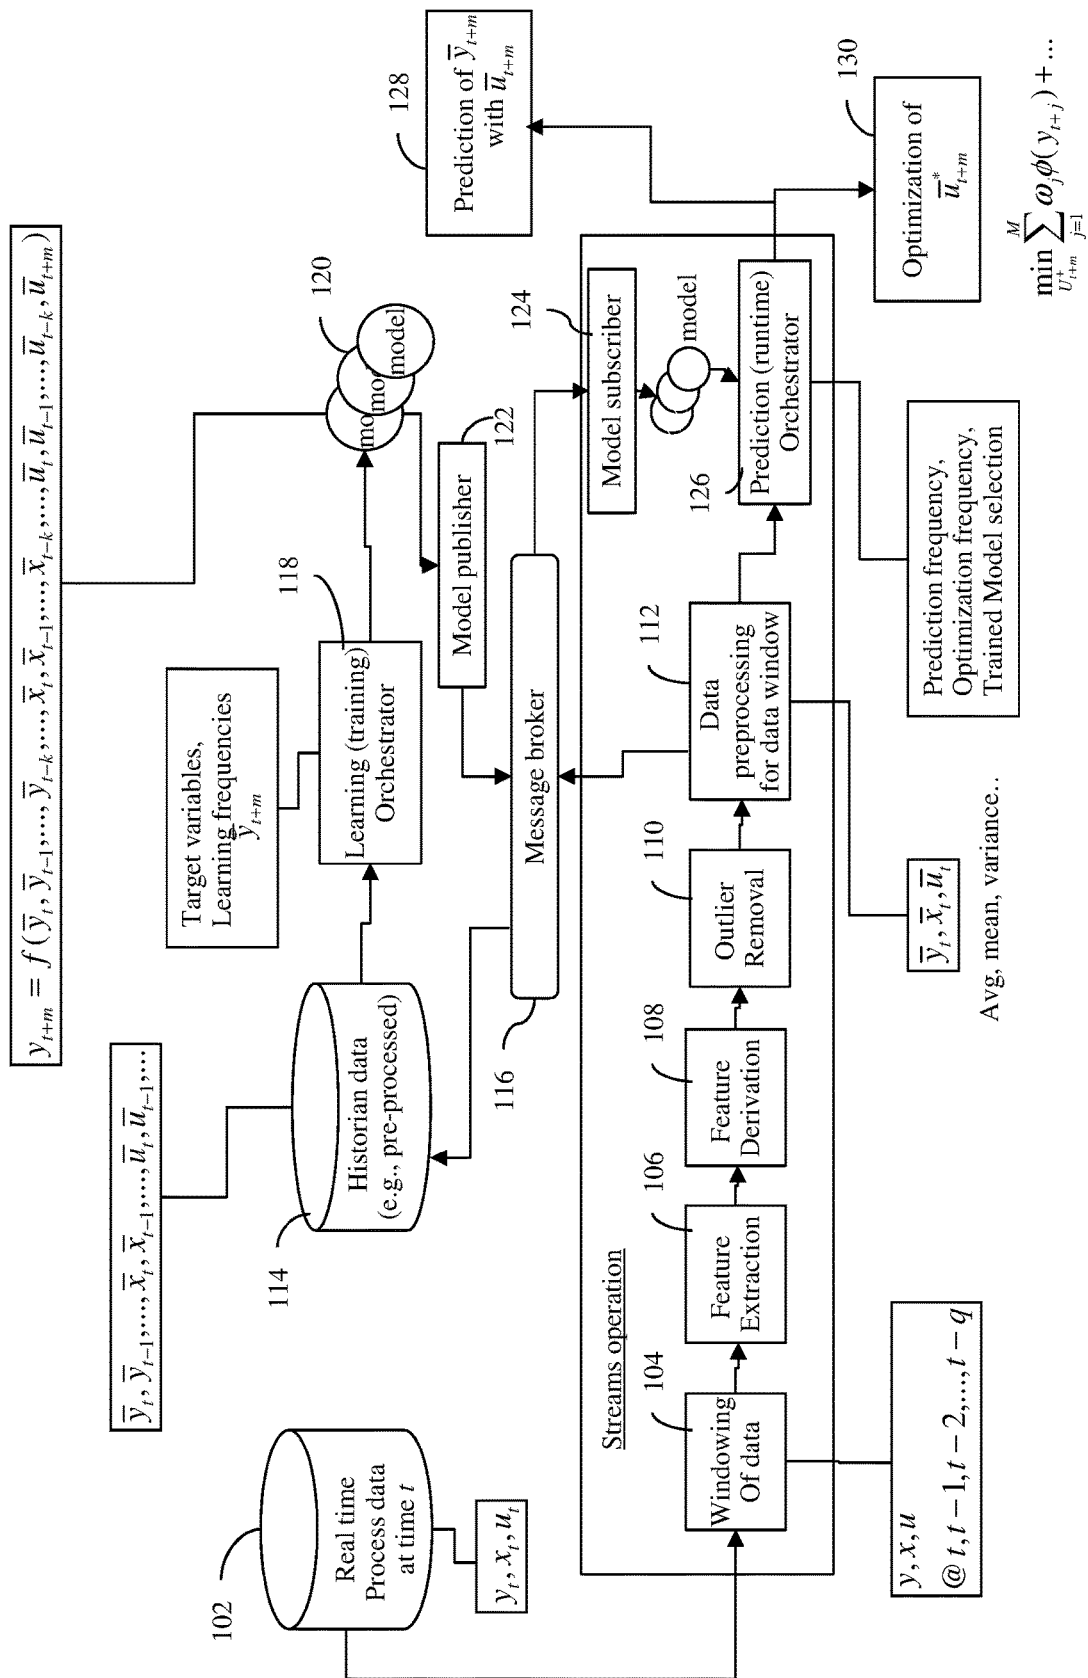 y_{t+m} = f(ȳ_t, ȳ_{t−1},..., ȳ_{t−k},..., x̄_t, x̄_{t−1},..., x̄_{t−k},..., ū_t, ū_{t−1},..., ū_{t−k}, ū_{t+m})
ȳ_t, ȳ_{t−1},..., x̄_t, x̄_{t−1},..., ū_t, ū_{t−1},...
Target variables,
Learning frequencies
ȳ_{t+m}
128
Prediction of ȳ_{t+m}
with ū_{t+m}
102
Real time
Process data
at time t
y_t, x_t, u_t
114
Historian data
(e.g., pre-processed)
118
Learning (training)
Orchestrator
120
mo
mo
model
122
Model publisher
116
Message broker
124
Model subscriber
model
Streams operation
104
Windowing
Of data
106
Feature
Extraction
108
Feature
Derivation
110
Outlier
Removal
112
Data
preprocessing
for data window
126
Prediction (runtime)
Orchestrator
130
Optimization of
ū*_{t+m}
min_{U⁺_{t+m}} ∑_{j=1}^{M} ω_jϕ(y_{t+j}) + ...
y, x, u
@ t, t − 1, t − 2,..., t − q
ȳ_t, x̄_t, ū_t
Avg, mean, variance..
Prediction frequency,
Optimization frequency,
Trained Model selection